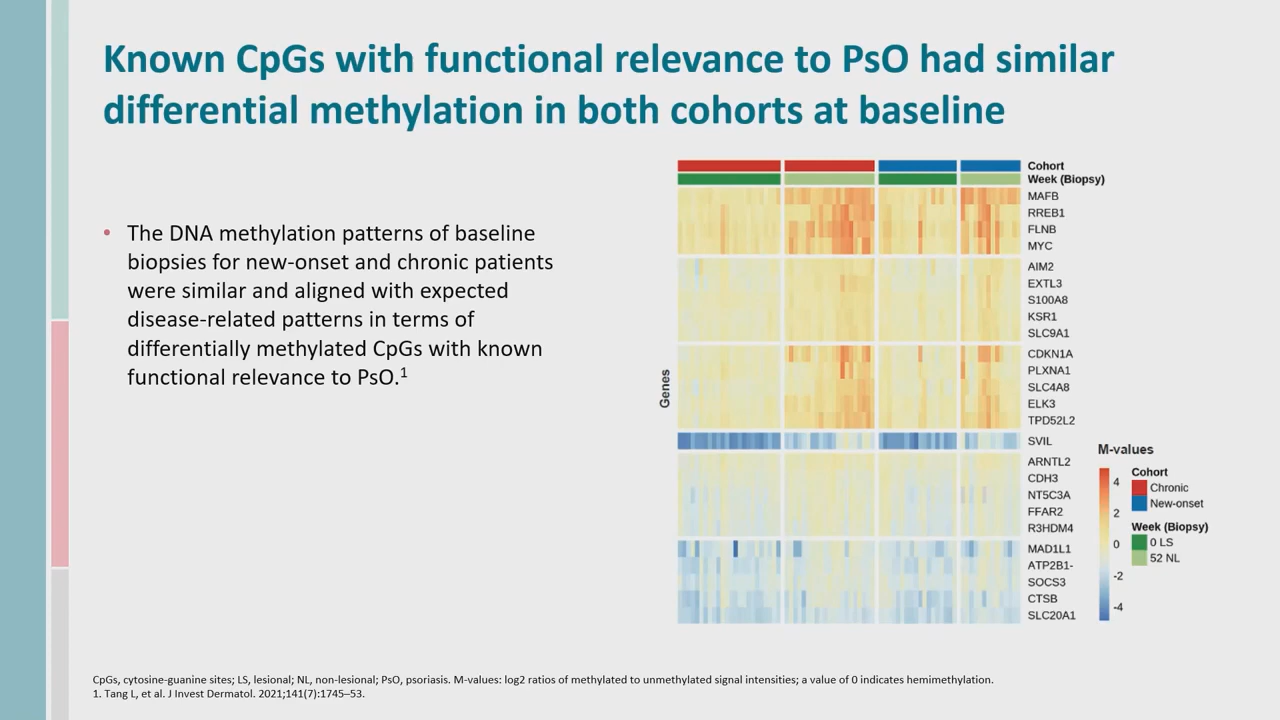 Known CpGs with functional relevance to PsO had similar
differential methylation in both cohorts at baseline
• The DNA methylation patterns of baseline
biopsies for new-onset and chronic patients
were similar and aligned with expected
disease-related patterns in terms of
differentially methylated CpGs with known
functional relevance to PsO.1
Cohort
Week (Biopsy)
Genes
MAFB
RREB1
FLNB
MYC
AIM2
EXTL3
S100A8
KSR1
SLC9A1
CDKN1A
PLXNA1
SLC4A8
ELK3
TPD52L2
SVIL
ARNTL2
CDH3
NT5C3A
FFAR2
R3HDM4
MAD1L1
ATP2B1-
SOCS3
CTSB
SLC20A1
M-values
4
2
0
-2
-4
Cohort
Chronic
New-onset
Week (Biopsy)
0 LS
52 NL
CpGs, cytosine-guanine sites; LS, lesional; NL, non-lesional; PsO, psoriasis. M-values: log2 ratios of methylated to unmethylated signal intensities; a value of 0 indicates hemimethylation.
1. Tang L, et al. J Invest Dermatol. 2021;141(7):1745–53.